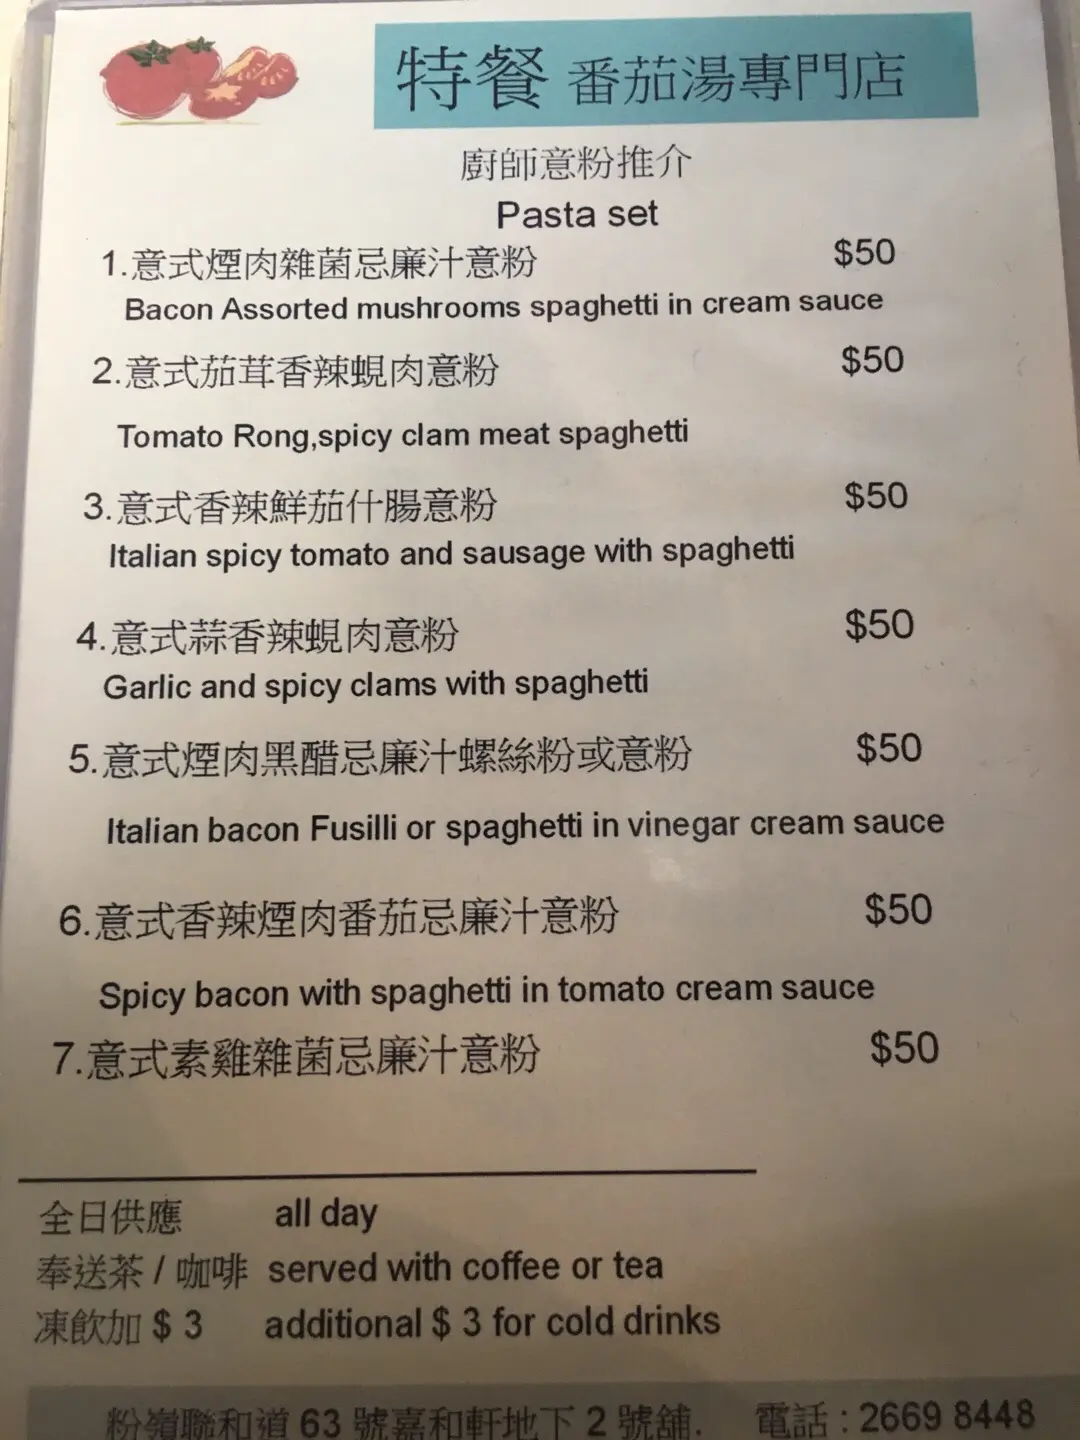 特餐 番茄湯專門店
廚師意粉推介
Pasta set
1.意式煙肉雜菌忌廉汁意粉 $50
Bacon Assorted mushrooms spaghetti in cream sauce
2.意式茄茸香辣蜆肉意粉 $50
Tomato Rong,spicy clam meat spaghetti
3.意式香辣鮮茄什腸意粉 $50
Italian spicy tomato and sausage with spaghetti
4.意式蒜香辣蜆肉意粉 $50
Garlic and spicy clams with spaghetti
5.意式煙肉黑醋忌廉汁螺絲粉或意粉 $50
Italian bacon Fusilli or spaghetti in vinegar cream sauce
6.意式香辣煙肉番茄忌廉汁意粉 $50
Spicy bacon with spaghetti in tomato cream sauce
7.意式素雞雜菌忌廉汁意粉 $50
全日供應 all day
奉送茶 / 咖啡 served with coffee or tea
凍飲加 $ 3 additional $ 3 for cold drinks
粉嶺聯和道 63 號嘉和軒地下 2 號舖. 電話 : 2669 8448